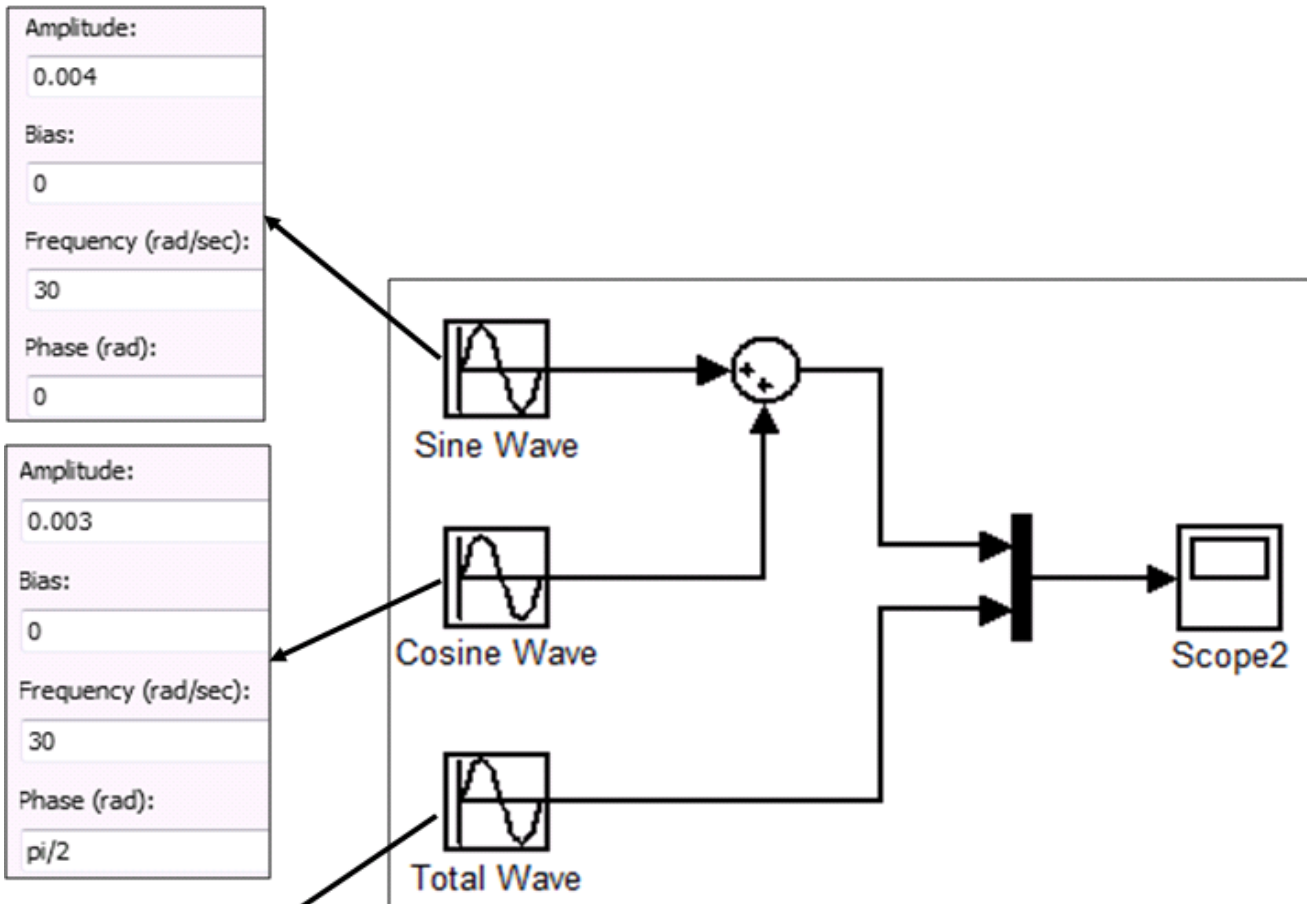 Amplitude:
0.004
Bias:
0
Frequency (rad/sec):
30
Phase (rad):
0
Amplitude:
0.003
Bias:
0
Frequency (rad/sec):
30
Phase (rad):
pi/2
Sine Wave
Cosine Wave
Total Wave
+
+
Scope2